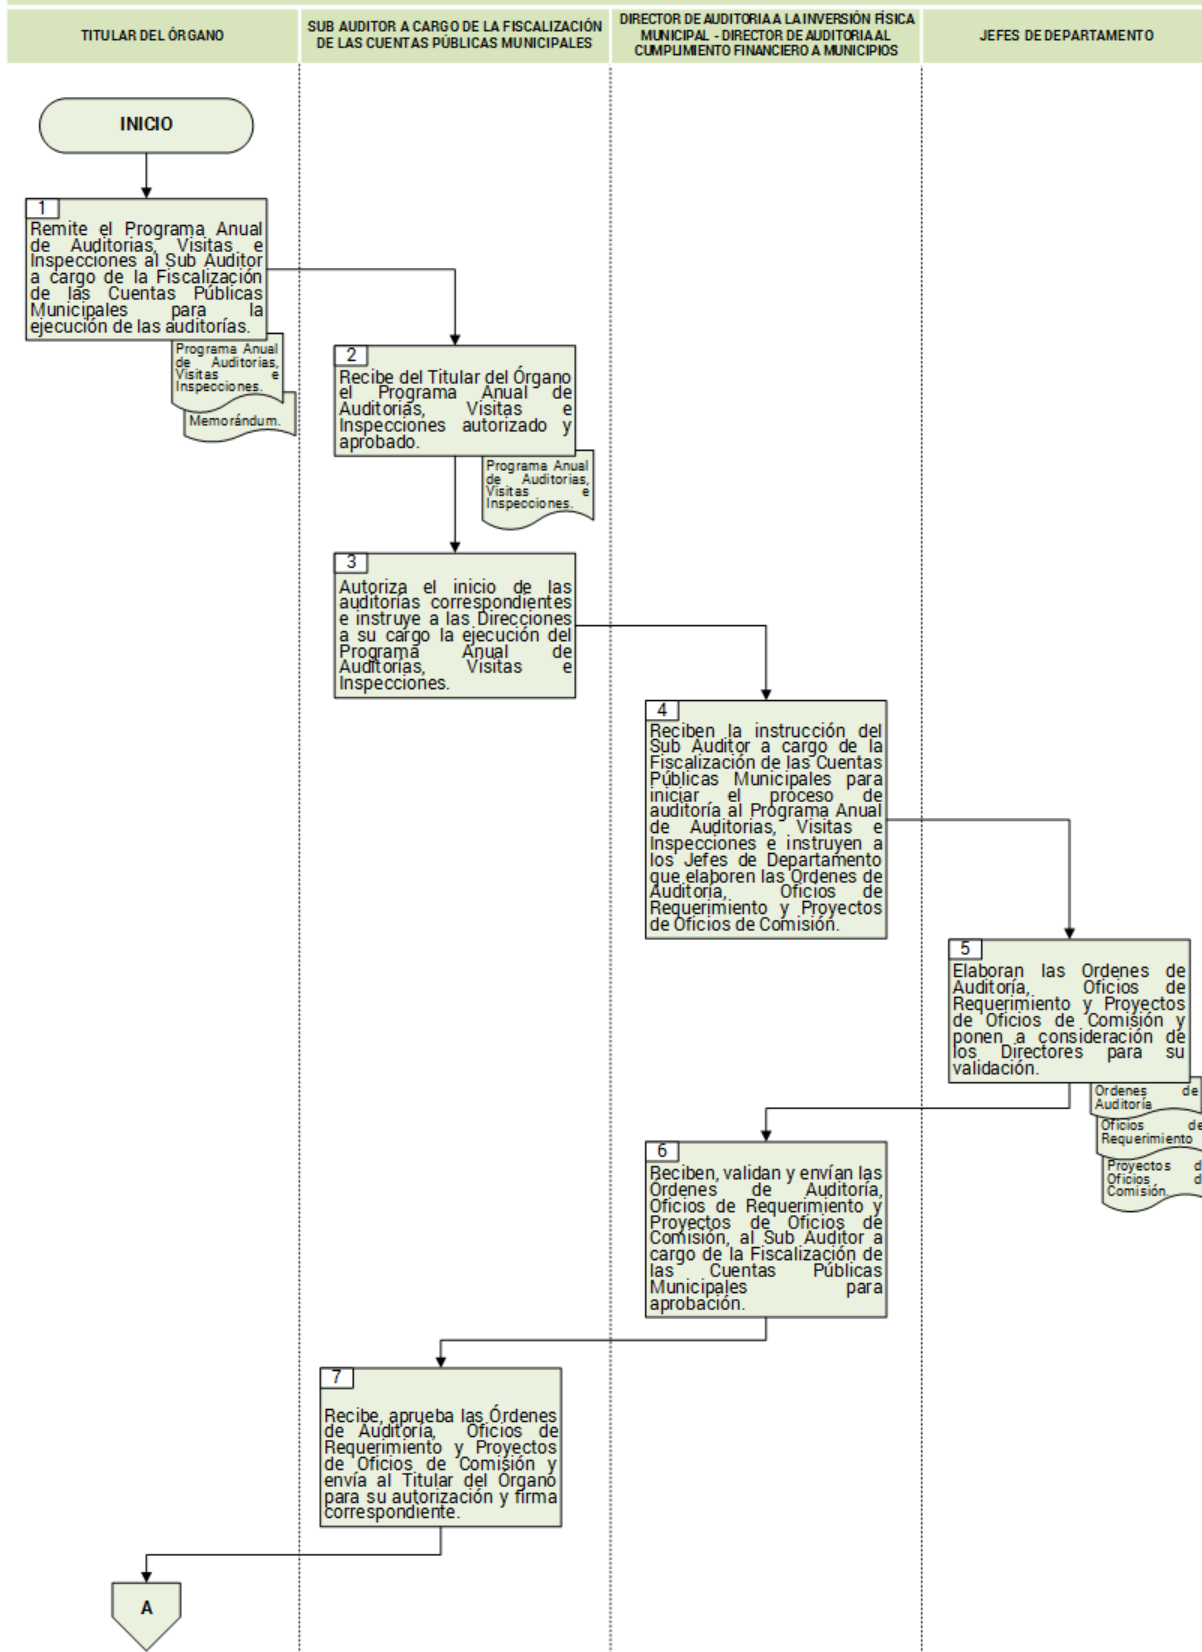 TITULAR DEL ÓRGANO
SUB AUDITOR A CARGO DE LA FISCALIZACIÓN
DE LAS CUENTAS PÚBLICAS MUNICIPALES
DIRECTOR DE AUDITORIA A LA INVERSIÓN FÍSICA
MUNICIPAL - DIRECTOR DE AUDITORIA AL
CUMPLIMIENTO FINANCIERO A MUNICIPIOS
JEFES DE DEPARTAMENTO
INICIO
1
Remite el Programa Anual
de Auditorias, Visitas e
Inspecciones al Sub Auditor
a cargo de la Fiscalización
de las Cuentas Públicas
Municipales para la
ejecución de las auditorías.
Programa Anual
de Auditorias,
Visitas e
Inspecciones.
Memorándum.
2
Recibe del Titular del Órgano
el Programa Anual de
Auditorias, Visitas e
Inspecciones autorizado y
aprobado.
Programa Anual
de Auditorias,
Visitas e
Inspecciones.
3
Autoriza el inicio de las
auditorías correspondientes
e instruye a las Direcciones
a su cargo la ejecución del
Programa Anual de
Auditorias, Visitas e
Inspecciones.
4
Reciben la instrucción del
Sub Auditor a cargo de la
Fiscalización de las Cuentas
Públicas Municipales para
iniciar el proceso de
auditoría al Programa Anual
de Auditorias, Visitas e
Inspecciones e instruyen a
los Jefes de Departamento
que elaboren las Ordenes de
Auditoría, Oficios de
Requerimiento y Proyectos
de Oficios de Comisión.
5
Elaboran las Ordenes de
Auditoría, Oficios de
Requerimiento y Proyectos
de Oficios de Comisión y
ponen a consideración de
los Directores para su
validación.
Ordenes de
Auditoría
Oficios de
Requerimiento
Proyectos d
Oficios d
Comisión.
6
Reciben, validan y envían las
Órdenes de Auditoría,
Oficios de Requerimiento y
Proyectos de Oficios de
Comisión, al Sub Auditor a
cargo de la Fiscalización de
las Cuentas Públicas
Municipales para
aprobación.
7
Recibe, aprueba las Órdenes
de Auditoría, Oficios de
Requerimiento y Proyectos
de Oficios de Comisión y
envía al Titular del Órgano
para su autorización y firma
correspondiente.
A